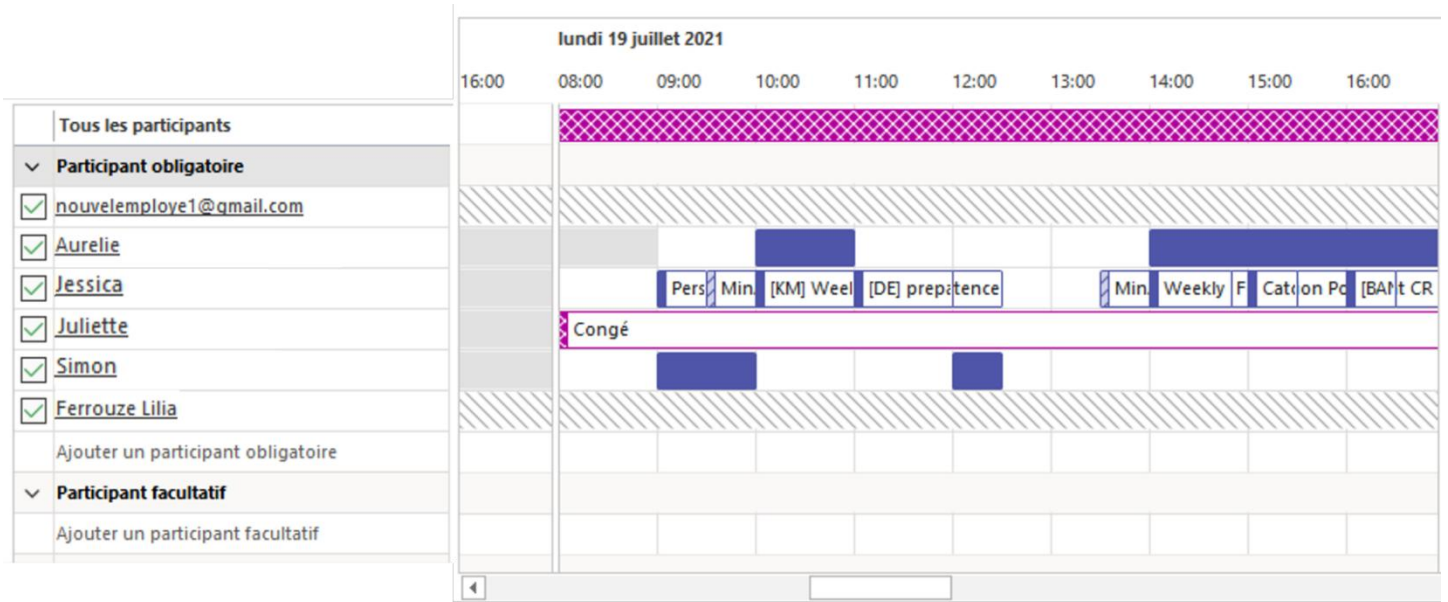 lundi 19 juillet 2021
16:00 08:00 09:00 10:00 11:00 12:00 13:00 14:00 15:00 16:00
Tous les participants
Participant obligatoire
nouvelemploye1@gmail.com
Aurelie
Jessica Pers Min. [KM] Weel [DE] prepa tence Min. Weekly F Cat on Po [BAN t CR
Juliette Congé
Simon
Ferrouze Lilia
Ajouter un participant obligatoire
Participant facultatif
Ajouter un participant facultatif